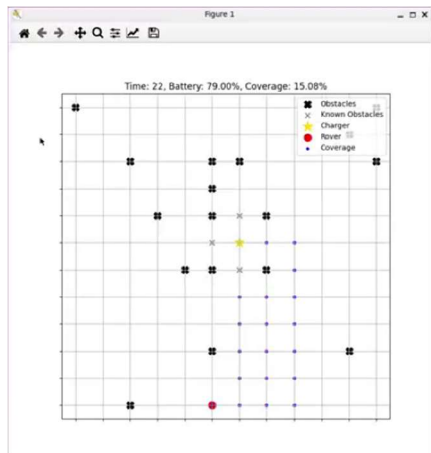 Figure 1
Time: 22, Battery: 79.00%, Coverage: 15.08%
Obstacles
Known Obstacles
Charger
Rover
Coverage